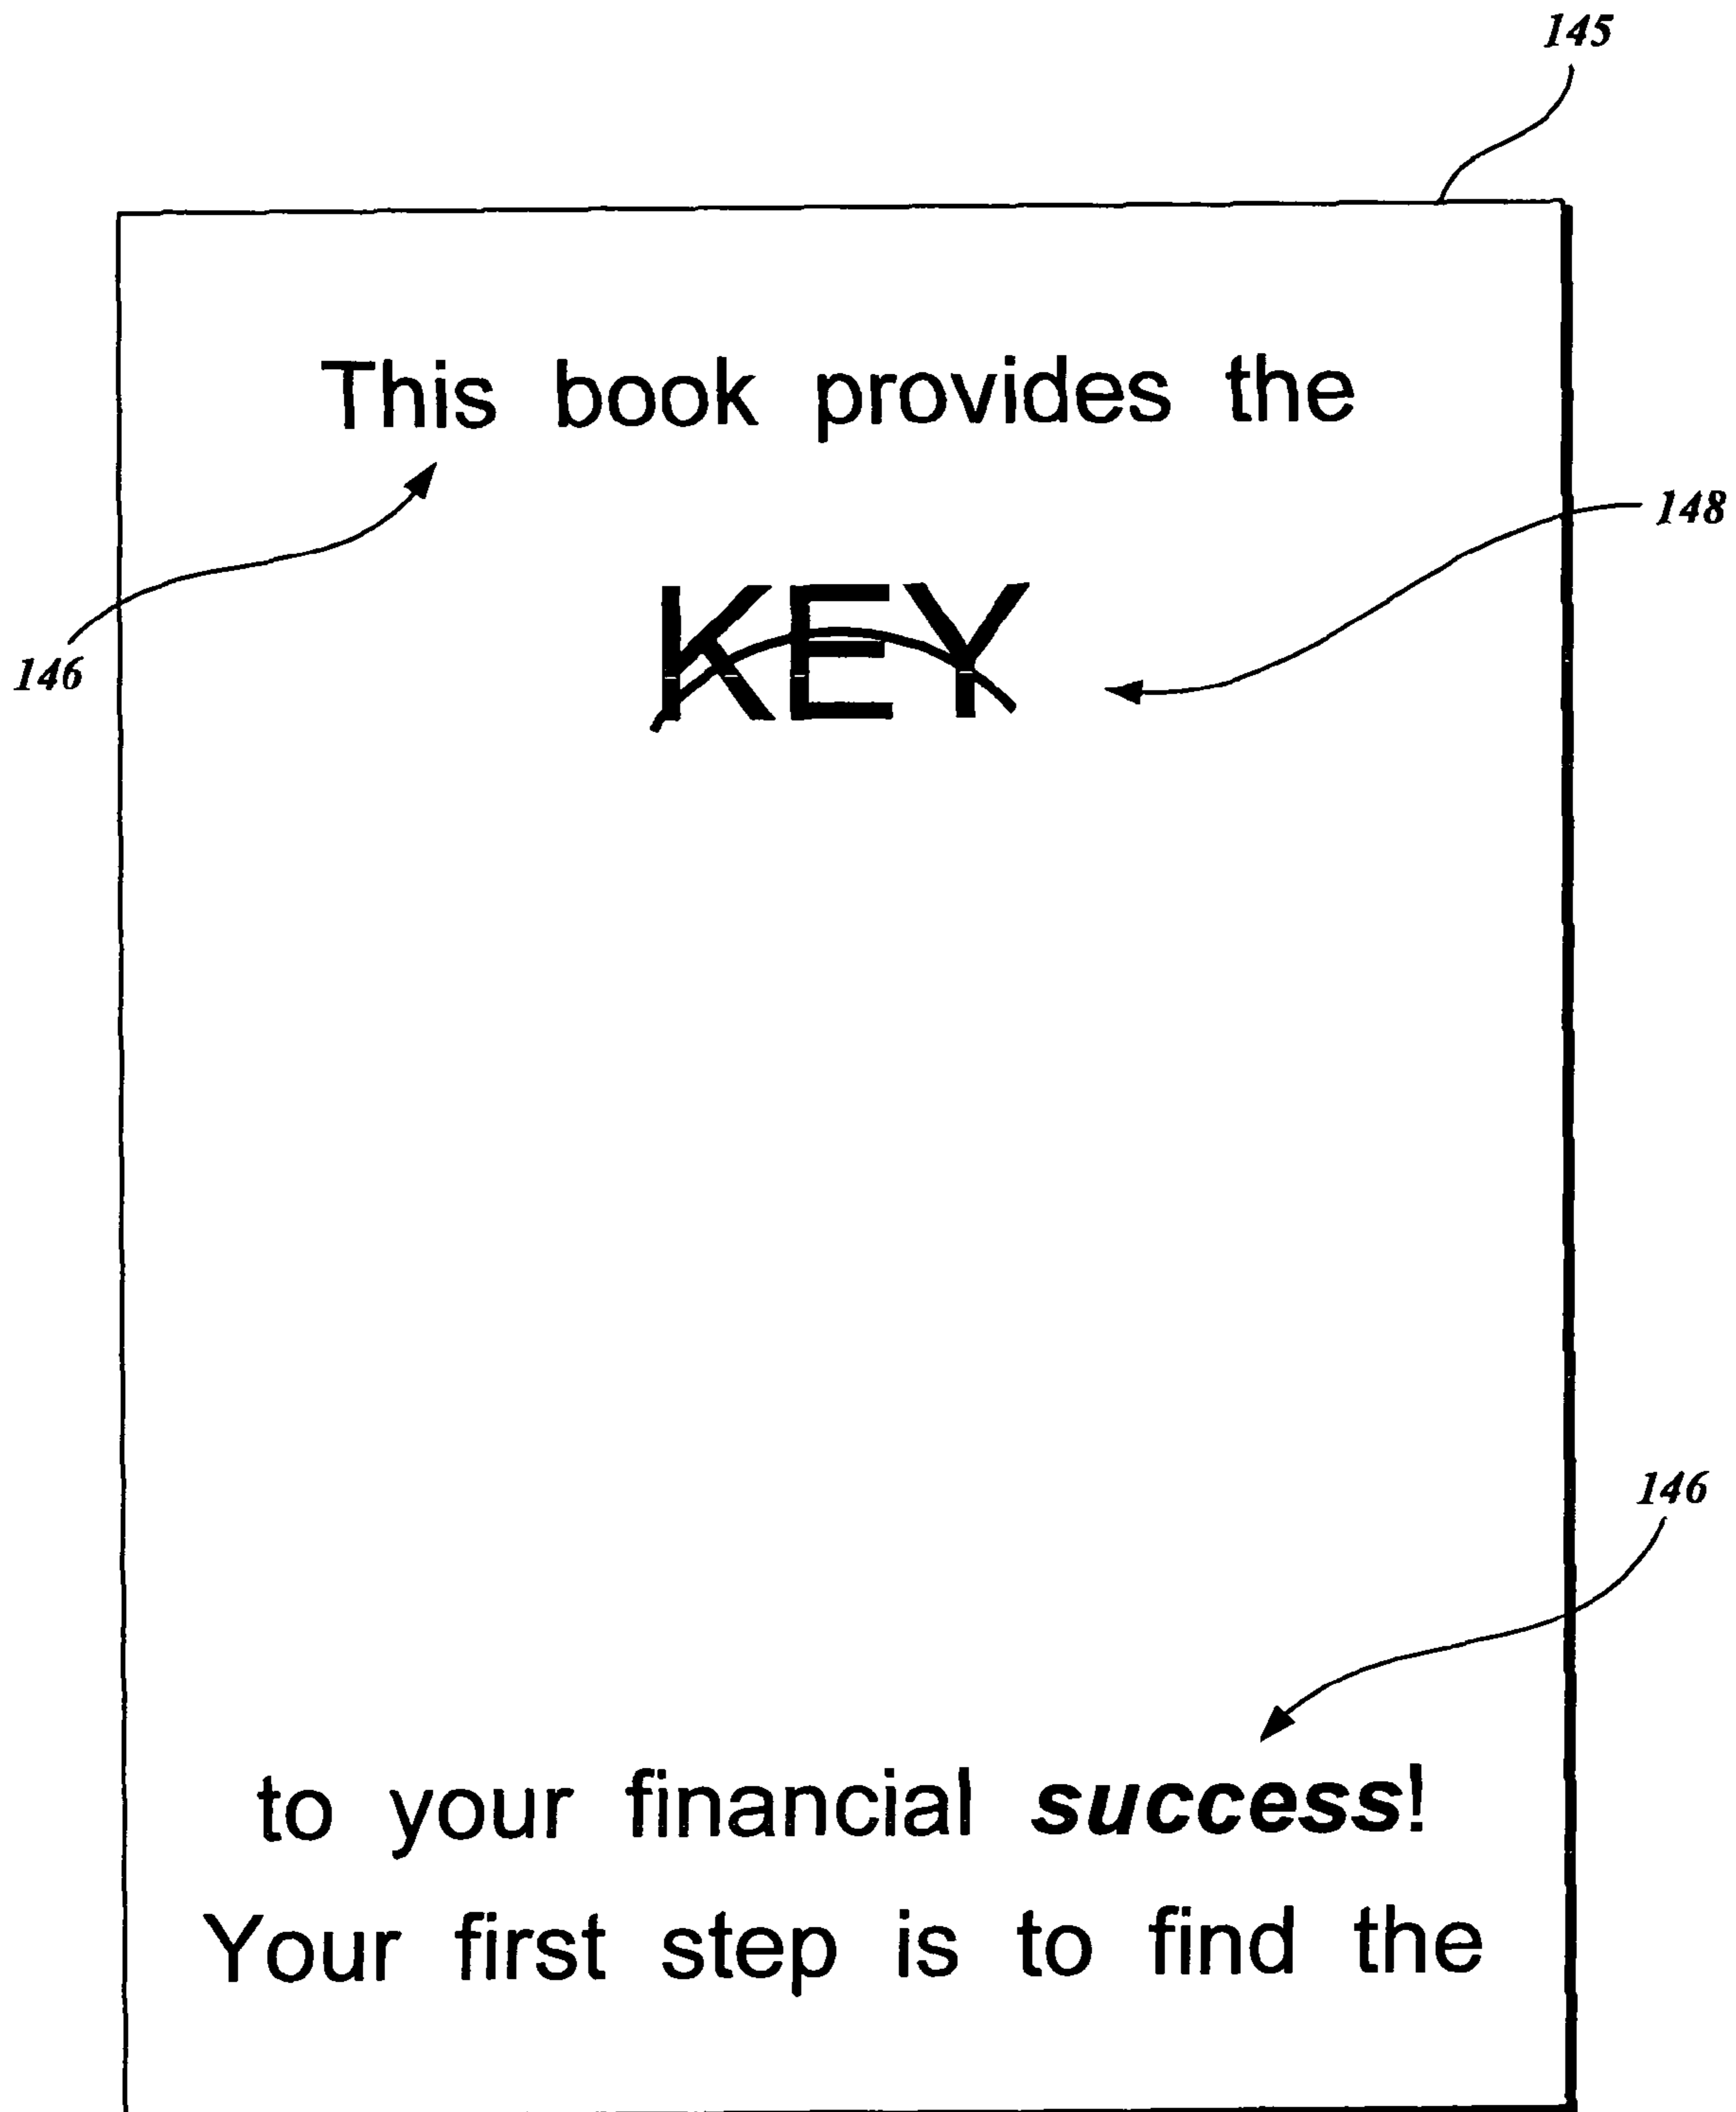 145
This book provides the
148
KEY
146
146
to your financial success!
Your first step is to find the